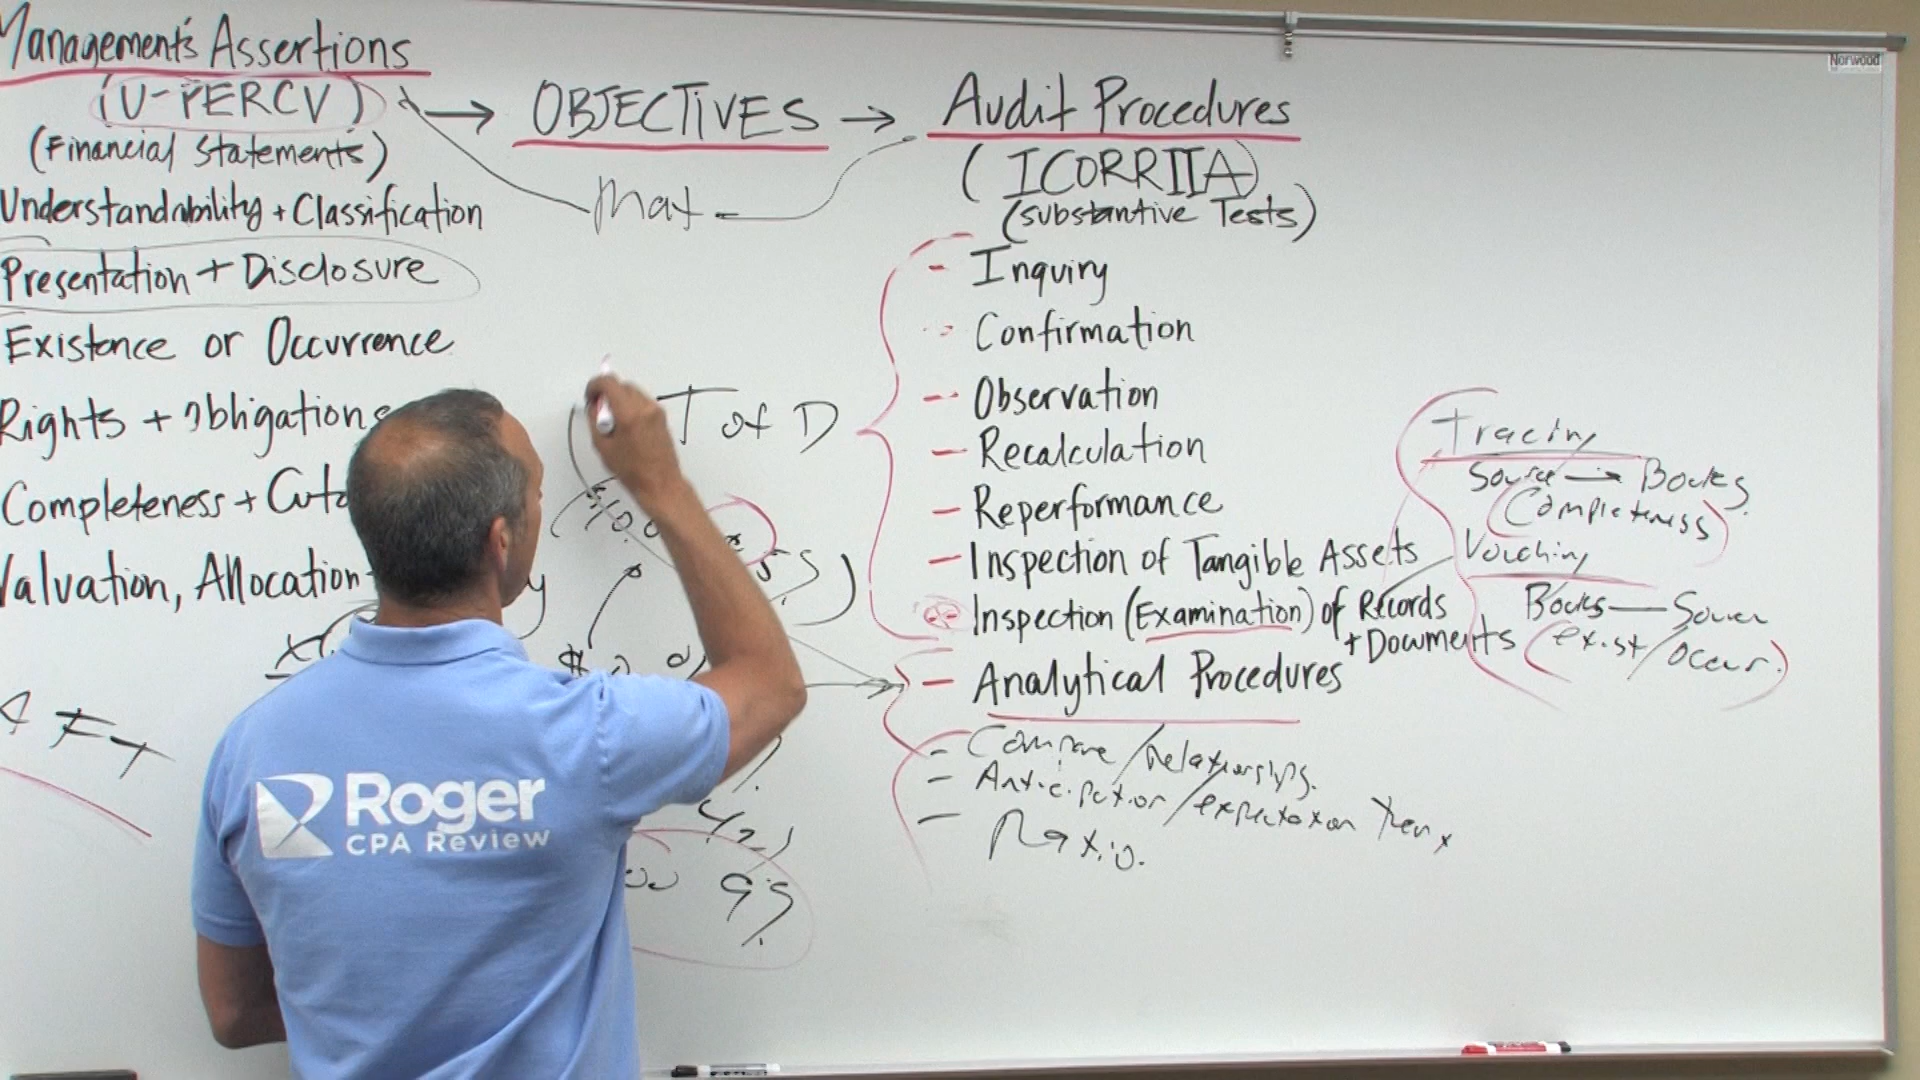 Management's Assertions
(U-PERCV)
(Financial Statements)
Understandability + Classification
Presentation + Disclosure
Existence or Occurrence
Rights + Obligations
Completeness +
Valuation, Allocation
→ OBJECTIVES →
that
T of D
Audit Procedures
(ICORRIIA)
(Substantive Tests)
- Inquiry
- Confirmation
- Observation
- Recalculation
- Reperformance
- Inspection of Tangible Assets
- Inspection (Examination) of Records
+ Documents
- Analytical Procedures
- Compare / Relationships.
- Anticipation / expectation
- Ratio.
Tracing
Source → Books
(Completeness)
Vouching
Books — Source
(exist/occur.)
Norwood
Roger
CPA Review